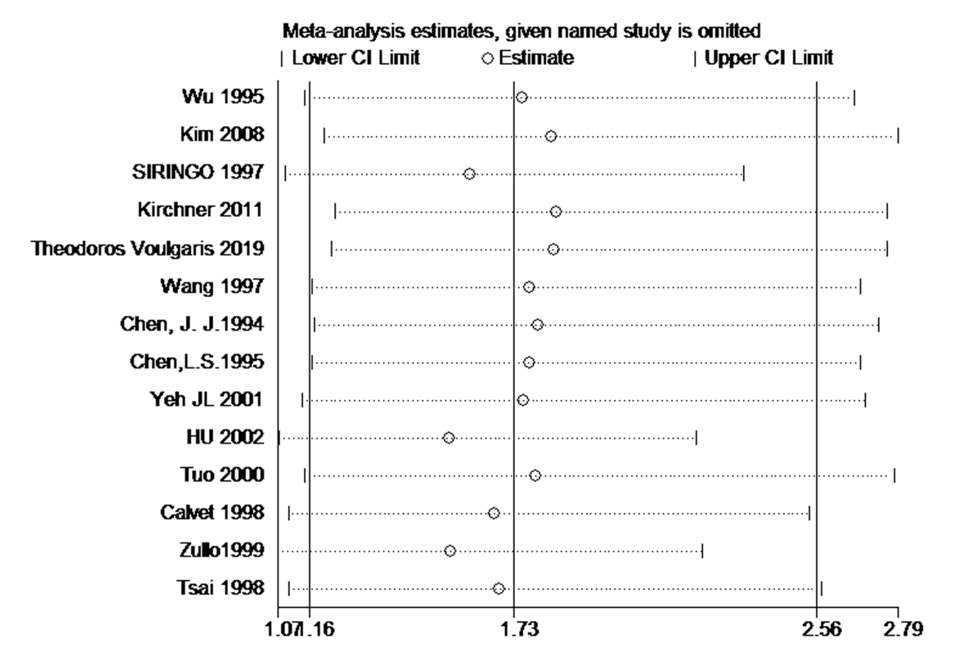 Meta-analysis estimates, given named study is omitted
| Lower CI Limit ○ Estimate | Upper CI Limit
Wu 1995
Kim 2008
SIRINGO 1997
Kirchner 2011
Theodoros Voulgaris 2019
Wang 1997
Chen, J. J.1994
Chen,L.S.1995
Yeh JL 2001
HU 2002
Tuo 2000
Calvet 1998
Zullo1999
Tsai 1998
1.07 1.16 1.73 2.56 2.79